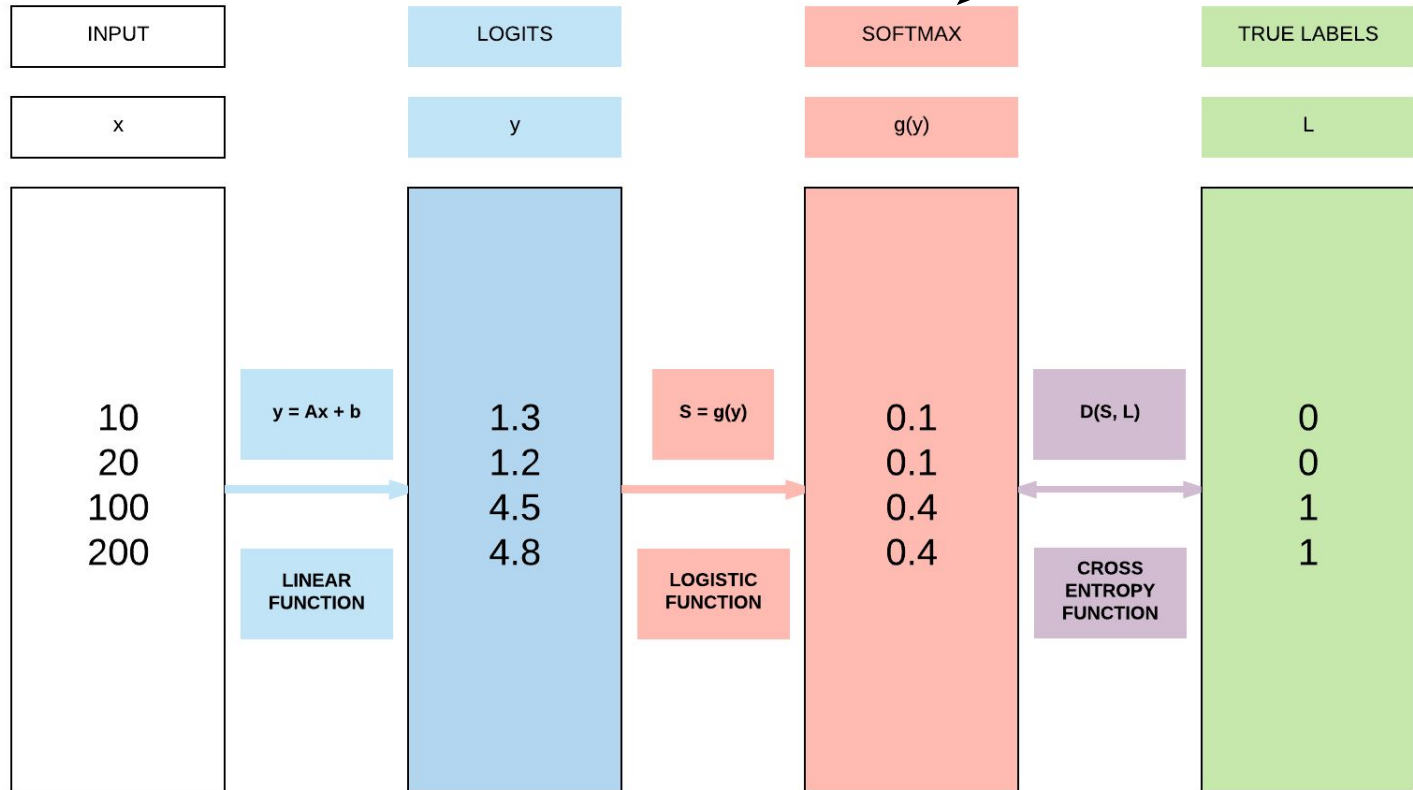 INPUT
LOGITS
SOFTMAX
TRUE LABELS
x
y
g(y)
L
10
20
100
200
y = Ax + b
LINEAR
FUNCTION
1.3
1.2
4.5
4.8
S = g(y)
LOGISTIC
FUNCTION
0.1
0.1
0.4
0.4
D(S, L)
CROSS
ENTROPY
FUNCTION
0
0
1
1